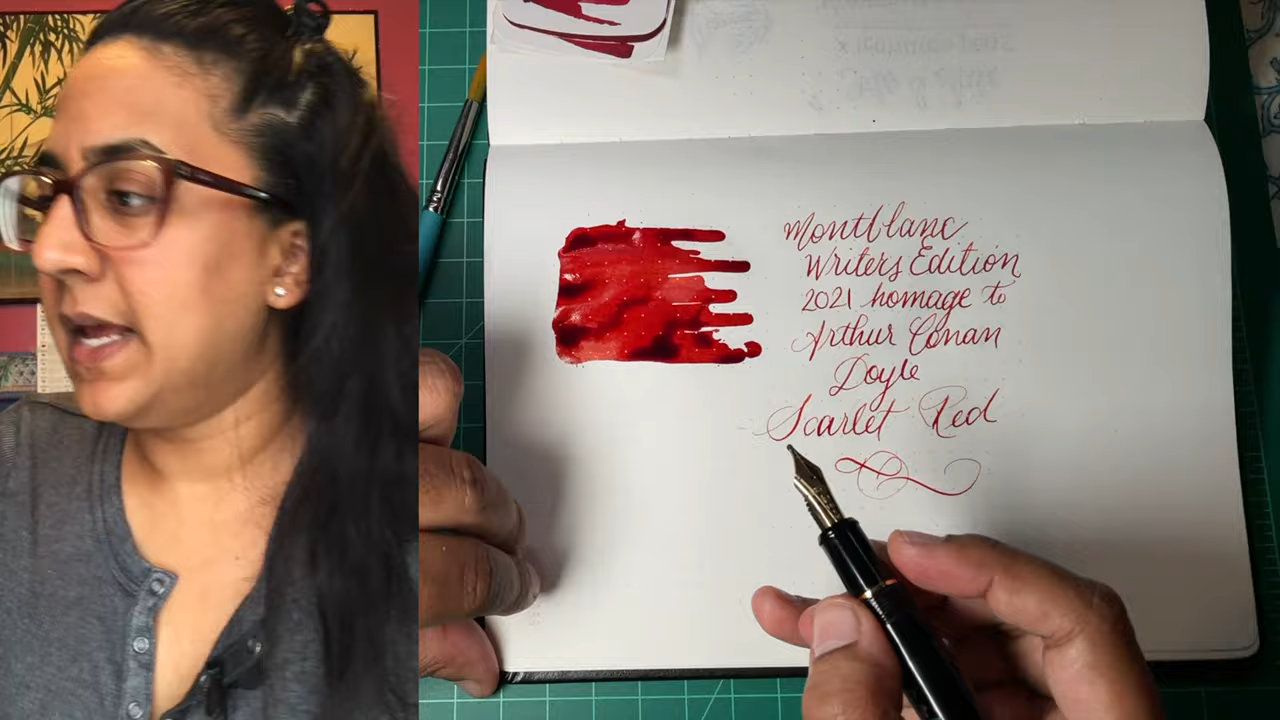 Montblanc
Writers Edition
2021 homage to
Arthur Conan
Doyle
Scarlet Red